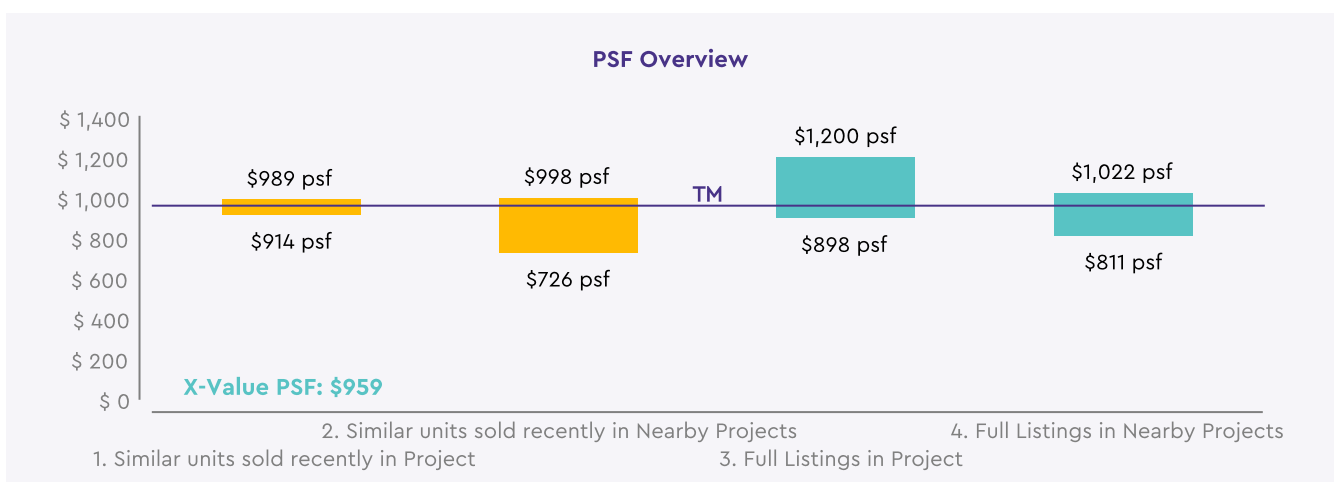 PSF Overview
$ 1,400
$ 1,200
$ 1,000
$ 800
$ 600
$ 400
$ 200
$ 0
$989 psf
$914 psf
$998 psf
$726 psf
TM
$1,200 psf
$898 psf
$1,022 psf
$811 psf
X-Value PSF: $959
1. Similar units sold recently in Project
2. Similar units sold recently in Nearby Projects
3. Full Listings in Project
4. Full Listings in Nearby Projects